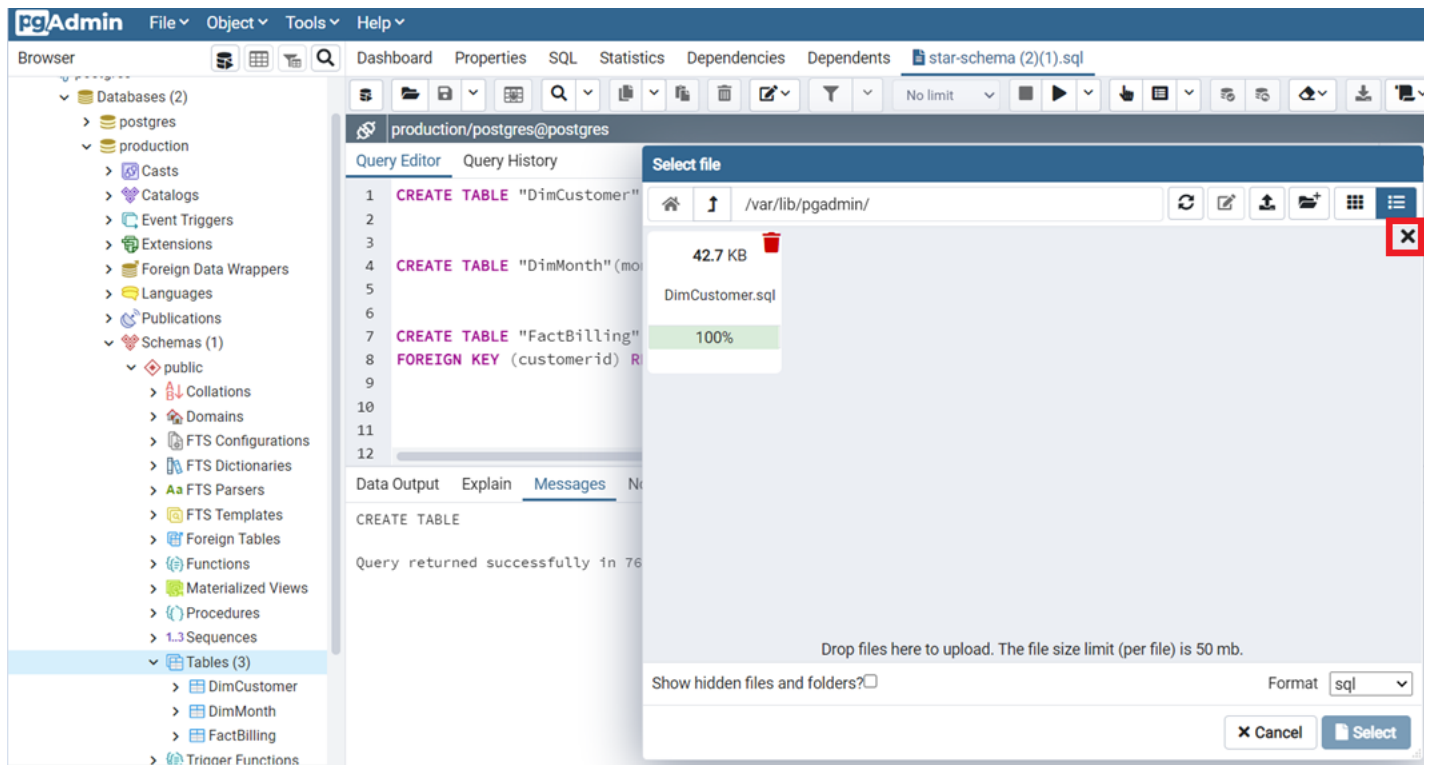 pgAdmin File Object Tools Help
Browser
Dashboard Properties SQL Statistics Dependencies Dependents star-schema (2)(1).sql
Databases (2)
postgres
production
Casts
Catalogs
Event Triggers
Extensions
Foreign Data Wrappers
Languages
Publications
Schemas (1)
public
Collations
Domains
FTS Configurations
FTS Dictionaries
Aa FTS Parsers
FTS Templates
Foreign Tables
Functions
Materialized Views
Procedures
1..3 Sequences
Tables (3)
DimCustomer
DimMonth
FactBilling
Trigger Functions
No limit
production/postgres@postgres
Query Editor Query History
1 CREATE TABLE "DimCustomer"
2
3
4 CREATE TABLE "DimMonth"(mo
5
6
7 CREATE TABLE "FactBilling"
8 FOREIGN KEY (customerid) R
9
10
11
12
Data Output Explain Messages
CREATE TABLE
Query returned successfully in 76
Select file
/var/lib/pgadmin/
42.7 KB
DimCustomer.sql
100%
Drop files here to upload. The file size limit (per file) is 50 mb.
Show hidden files and folders?
Format sql
Cancel Select